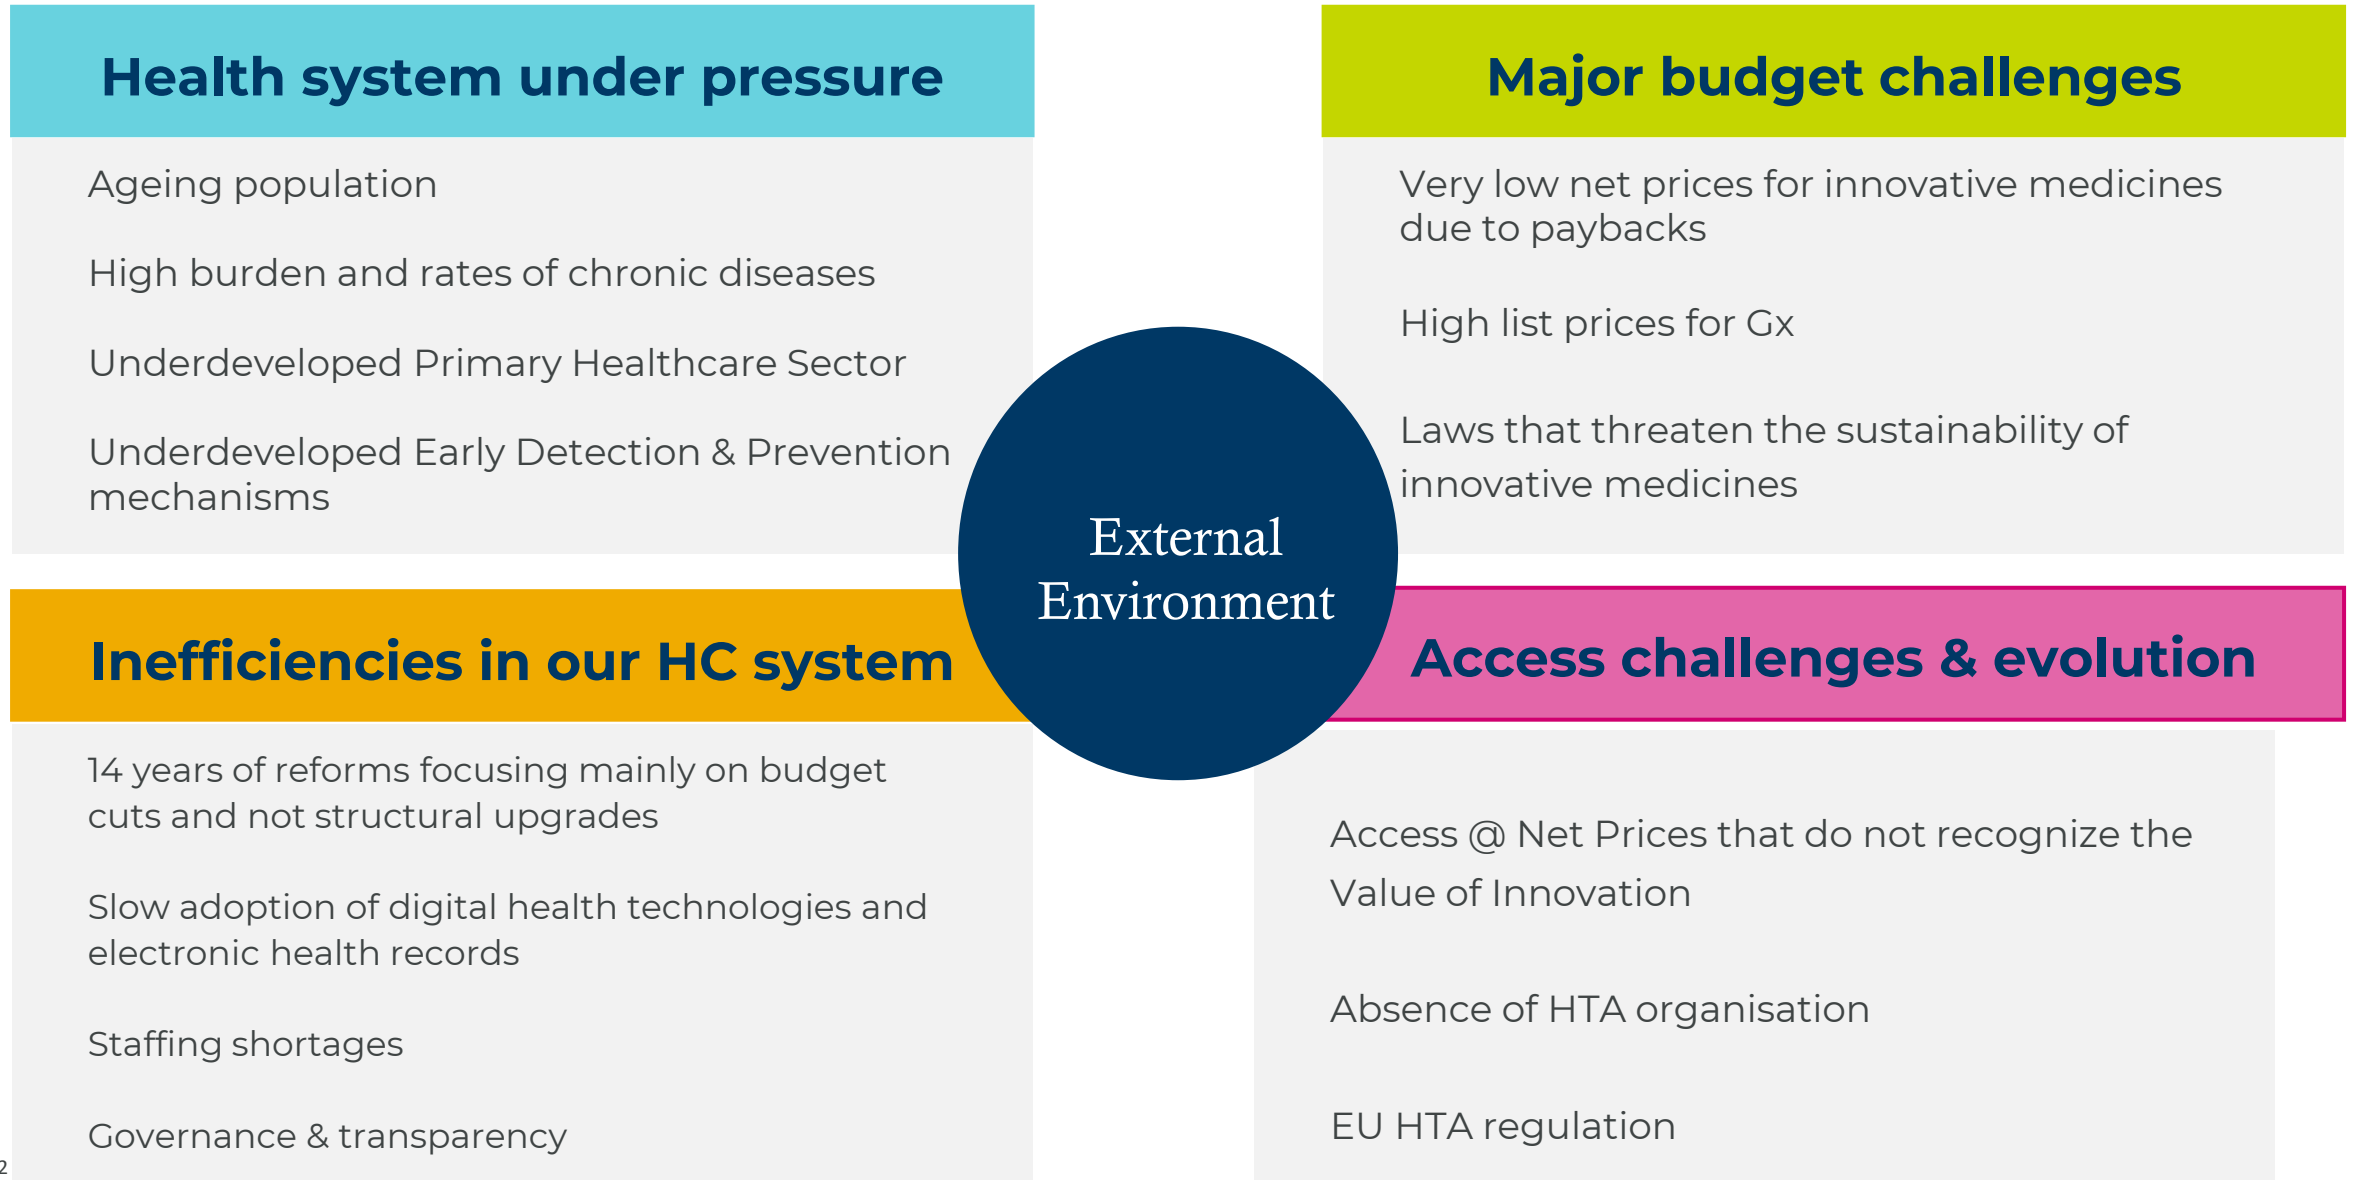 Health system under pressure
Ageing population
High burden and rates of chronic diseases
Underdeveloped Primary Healthcare Sector
Underdeveloped Early Detection & Prevention
mechanisms
Major budget challenges
Very low net prices for innovative medicines
due to paybacks
High list prices for Gx
Laws that threaten the sustainability of
innovative medicines
External
Environment
Inefficiencies in our HC system
14 years of reforms focusing mainly on budget
cuts and not structural upgrades
Slow adoption of digital health technologies and
electronic health records
Staffing shortages
Governance & transparency
Access challenges & evolution
Access @ Net Prices that do not recognize the
Value of Innovation
Absence of HTA organisation
EU HTA regulation
2